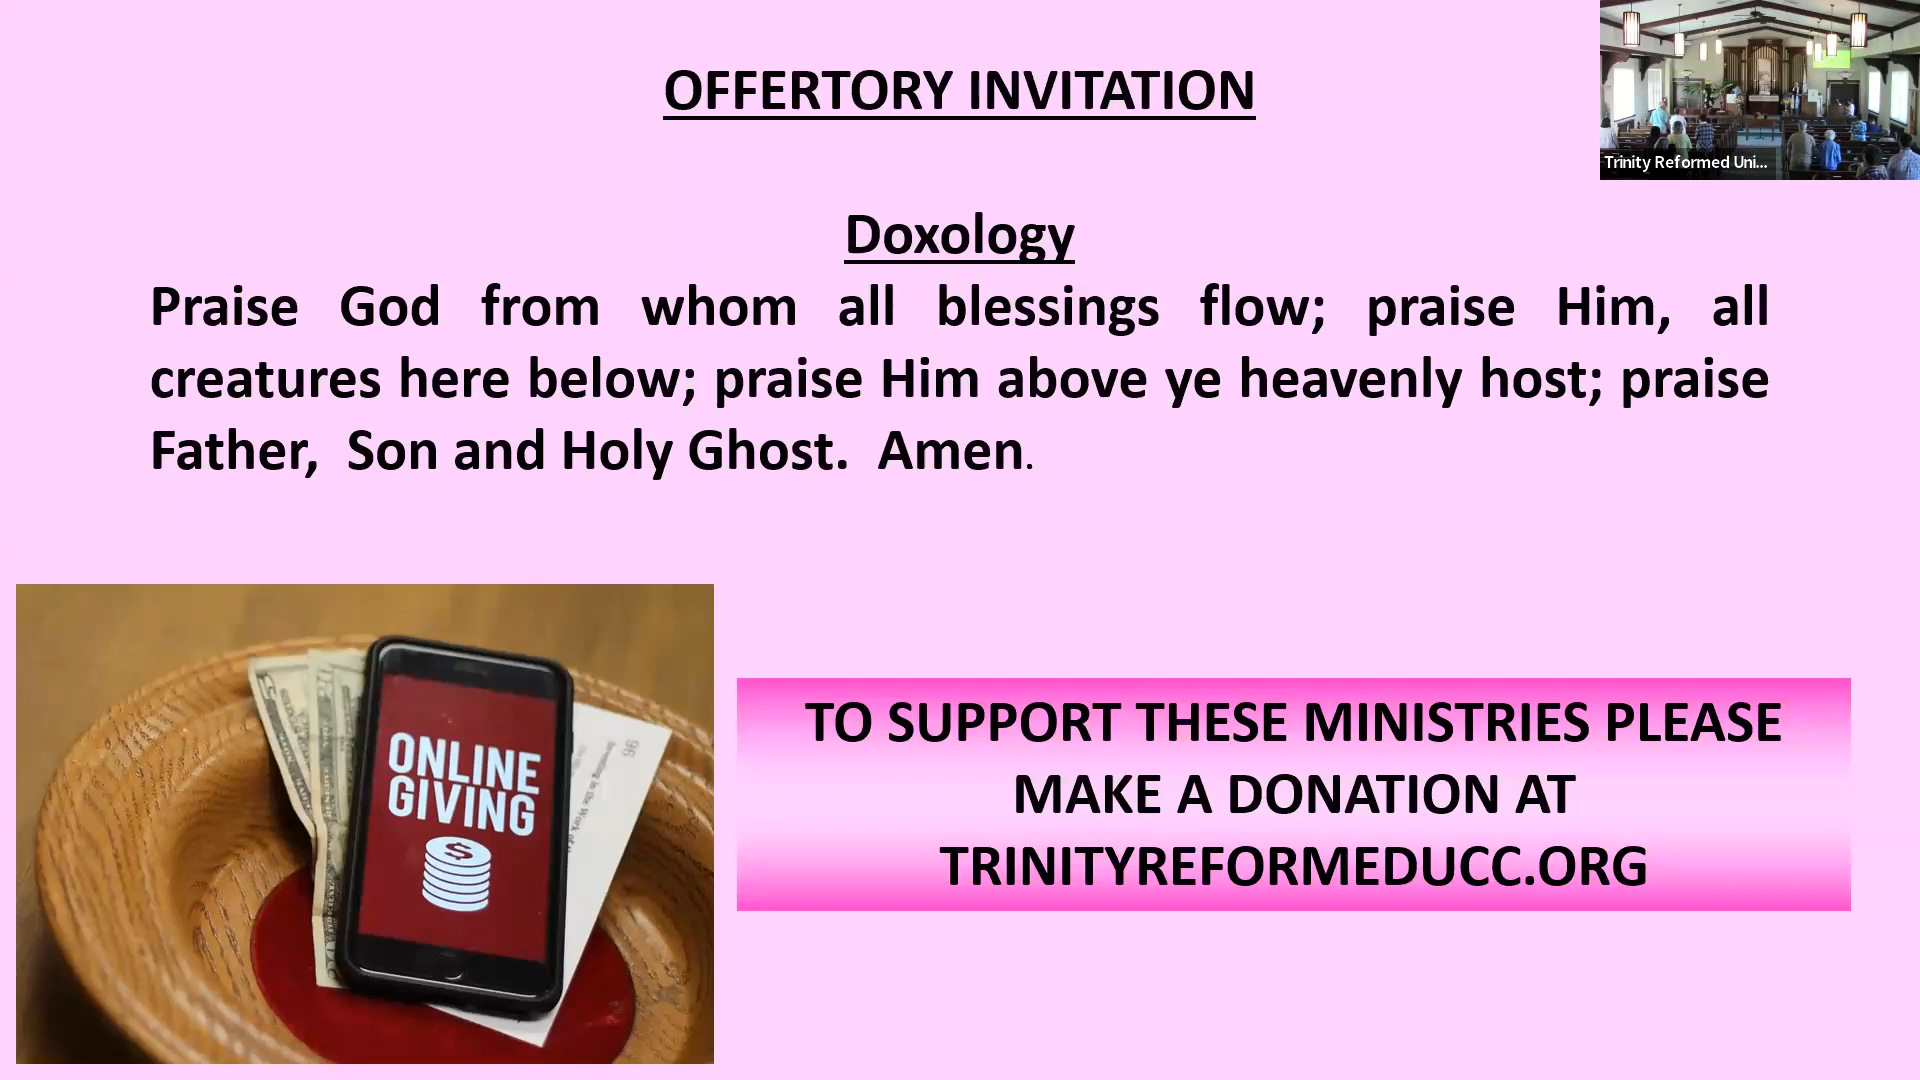 OFFERTORY INVITATION
Trinity Reformed Uni...
Doxology
Praise God from whom all blessings flow; praise Him, all
creatures here below; praise Him above ye heavenly host; praise
Father, Son and Holy Ghost. Amen.
ONLINE
GIVING
$
TO SUPPORT THESE MINISTRIES PLEASE
MAKE A DONATION AT
TRINITYREFORMEDUCC.ORG